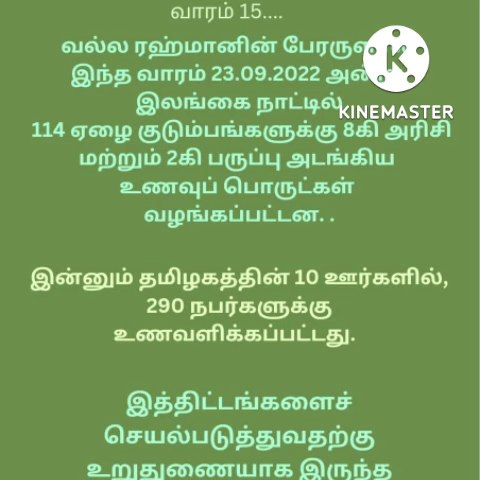 வாரம் 15....
வல்ல ரஹ்மானின்
இந்த வாரம் 23.09.2022
இலங்கை நாட்டில்
KINEMASTER
114 ஏழை குடும்பங்களுக்கு 8கி அரிசி
மற்றும் 2கி பருப்பு அடங்கிய
உணவுப் பொருட்கள்
வழங்கப்பட்டன. .
இன்னும் தமிழகத்தின் 10 ஊர்களில்,
290 நபர்களுக்கு
உணவளிக்கப்பட்டது.
இத்திட்டங்களைச்
செயல்படுத்துவதற்கு
உறுதுணையாக இருந்த